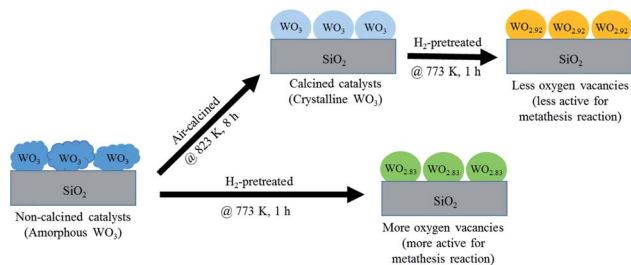 WO3 WO3 WO3
SiO2
Calcined catalysts
(Crystalline WO3)
H2-pretreated
@ 773 K, 1 h
WO2.92 WO2.92 WO2.92
SiO2
Less oxygen vacancies
(less active for
metathesis reaction)
Air-calcined
@ 823 K, 8 h
WO3 WO3 WO3
SiO2
Non-calcined catalysts
(Amorphous WO3)
H2-pretreated
@ 773 K, 1 h
WO2.83 WO2.83 WO2.83
SiO2
More oxygen vacancies
(more active for
metathesis reaction)